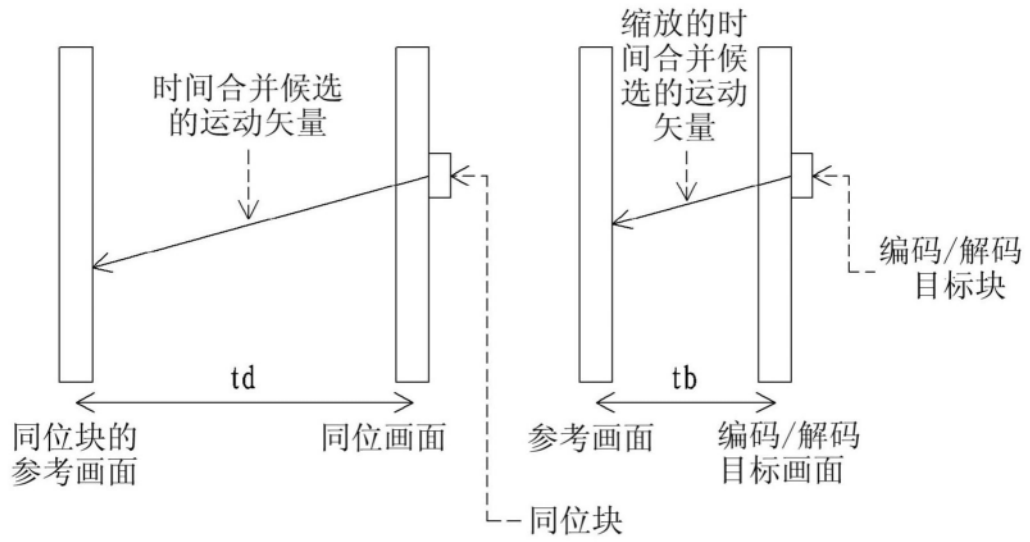 时间合并候选
的运动矢量
缩放的时
间合并候
选的运动
矢量
编码/解码
目标块
td
tb
同位块的
参考画面
同位画面
参考画面
编码/解码
目标画面
同位块